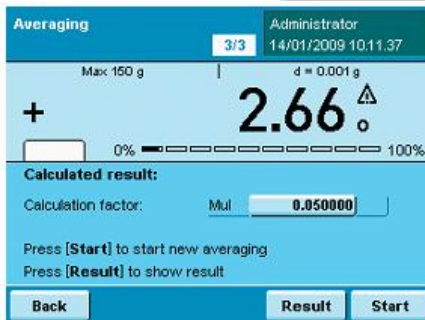 Averaging
3/3
Administrator
14/01/2009 10.11.37
Max 150 g d = 0.001 g
+ 2.66 o
0% 100%
Calculated result:
Calculation factor: Mul 0.050000
Press [Start] to start new averaging
Press [Result] to show result
Back Result Start